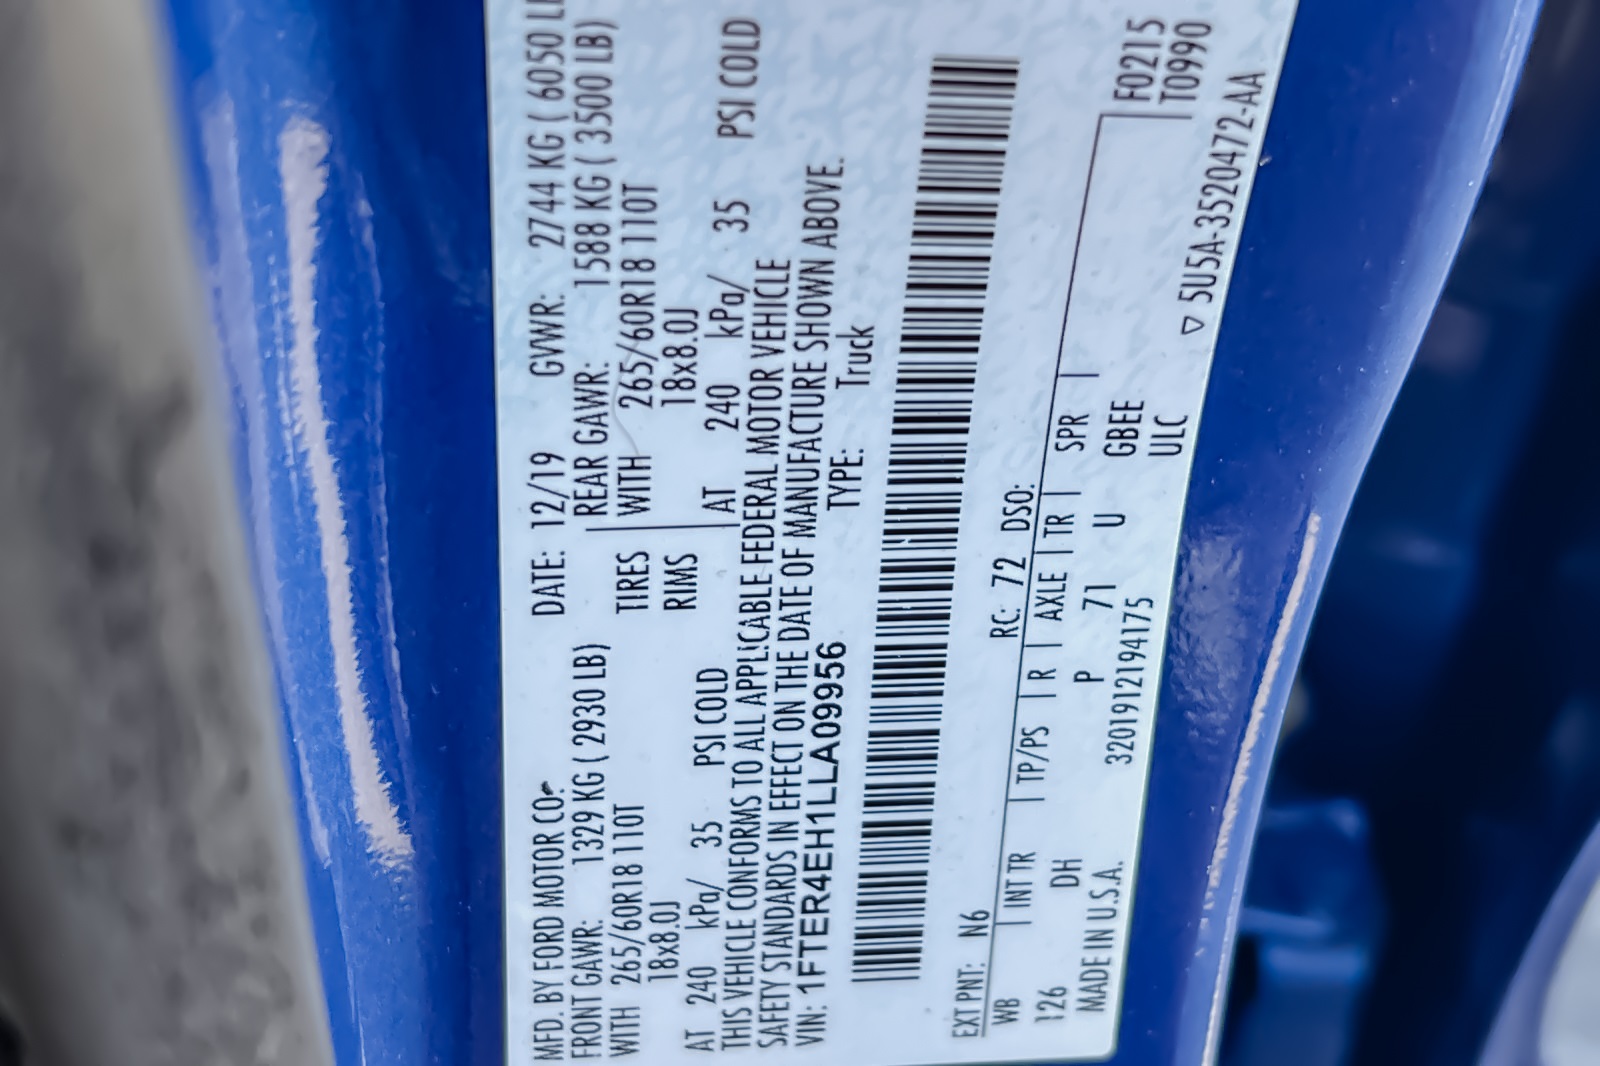 MFD. BY FORD MOTOR CO. DATE: 12/19 GVWR: 2744 KG ( 6050 L
FRONT GAWR: 1329 KG ( 2930 LB) REAR GAWR: 1588 KG ( 3500 LB)
WITH 265/60R18 110T TIRES WITH 265/60R18 110T
18x8.0J RIMS 18x8.0J
AT 240 kPa/ 35 PSI COLD AT 240 kPa/ 35 PSI COLD
THIS VEHICLE CONFORMS TO ALL APPLICABLE FEDERAL MOTOR VEHICLE
SAFETY STANDARDS IN EFFECT ON THE DATE OF MANUFACTURE SHOWN ABOVE.
VIN: 1FTER4EH1LLA09956 TYPE: Truck
EXT PNT: N6 RC: 72 DSO:
WB | INT TR | TP/PS | R | AXLE | TR | SPR | F0215
126 DH P 71 U GBEE T0990
MADE IN U.S.A. 3201912194175 ULC
▽ 5U5A-3520472-AA